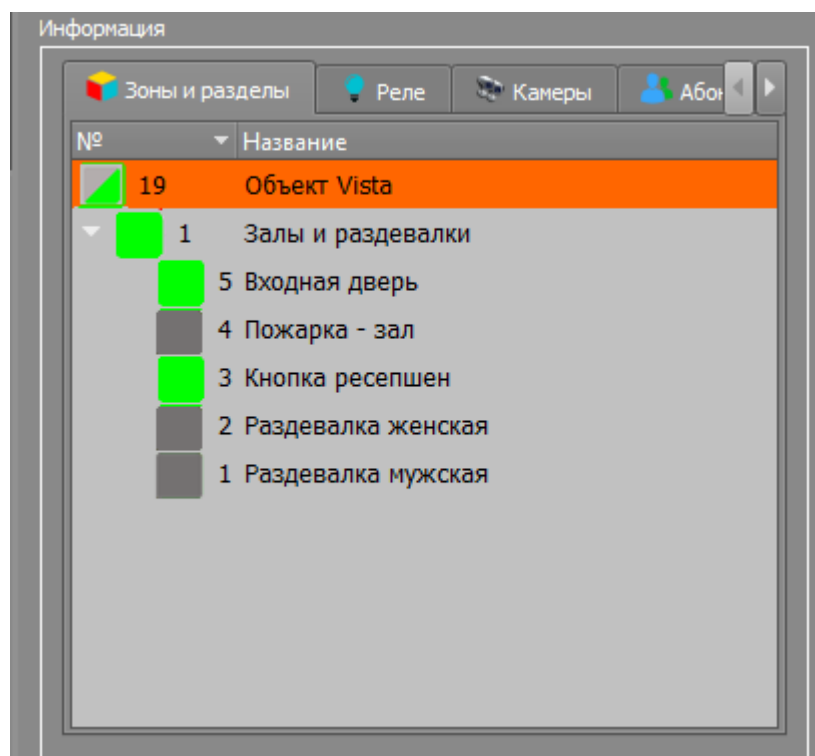 Информация
Зоны и разделы Реле Камеры Абон
№ Название
19 Объект Vista
1 Залы и раздевалки
5 Входная дверь
4 Пожарка - зал
3 Кнопка ресепшен
2 Раздевалка женская
1 Раздевалка мужская